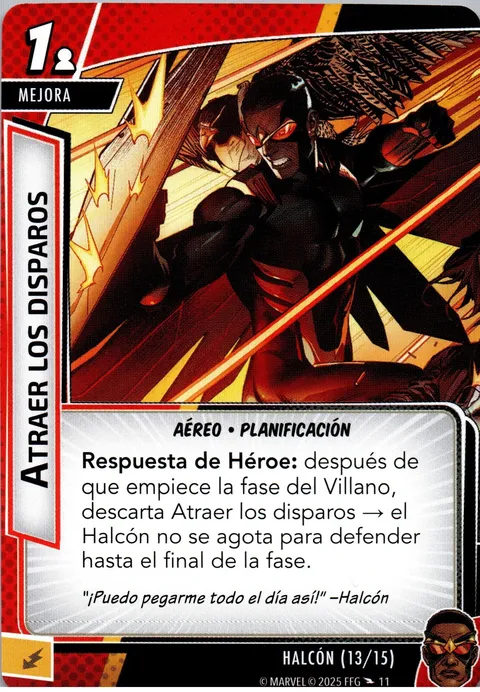 1
MEJORA
ATRAER LOS DISPAROS
AÉREO • PLANIFICACIÓN
Respuesta de Héroe: después de
que empiece la fase del Villano,
descarta Atraer los disparos → el
Halcón no se agota para defender
hasta el final de la fase.
"¡Puedo pegarme todo el día así!" –Halcón
HALCÓN (13/15)
© MARVEL © 2025 FFG 11